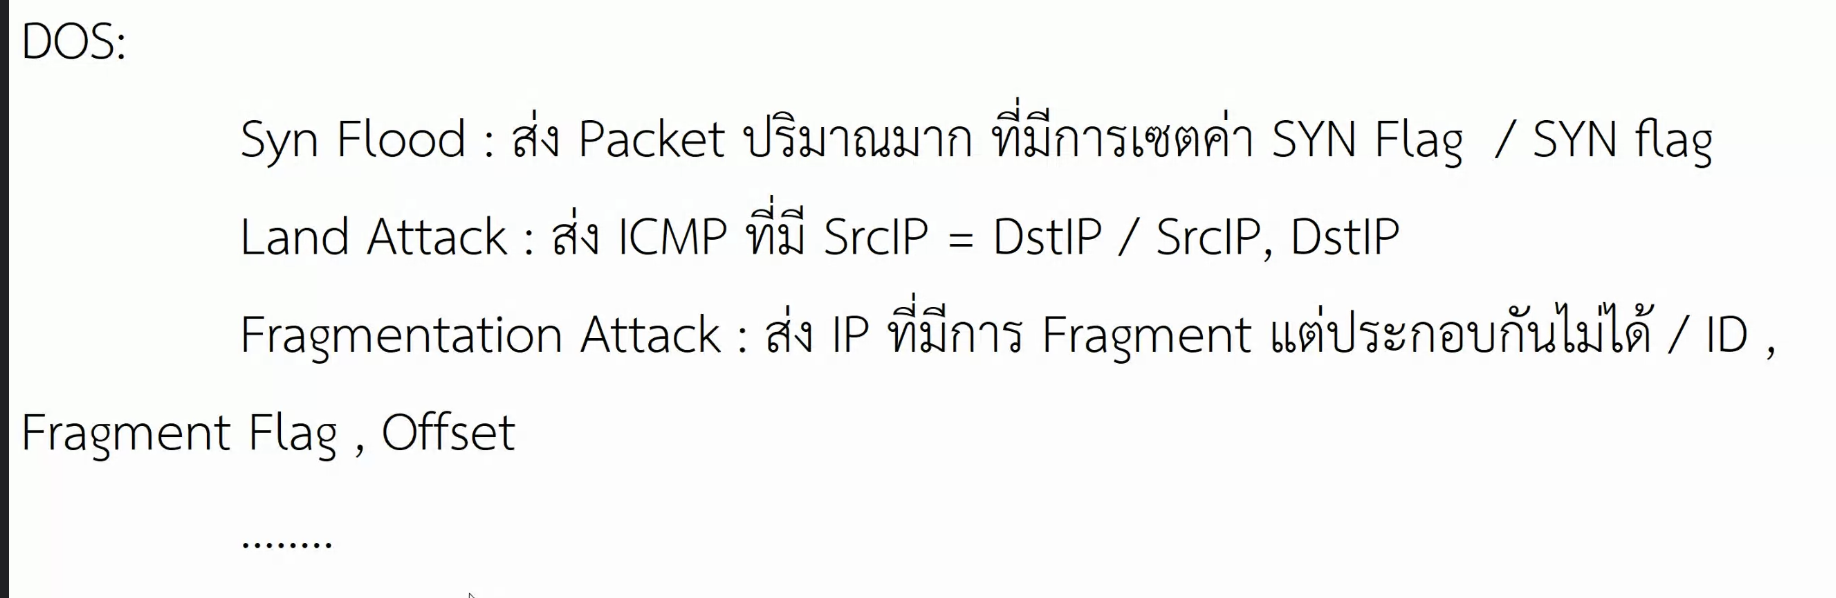 DOS:
Syn Flood : ส่ง Packet ปริมาณมาก ที่มีการเซตค่า SYN Flag / SYN flag
Land Attack : ส่ง ICMP ที่มี SrcIP = DstIP / SrcIP, DstIP
Fragmentation Attack : ส่ง IP ที่มีการ Fragment แต่ประกอบกันไม่ได้ / ID ,
Fragment Flag , Offset
........